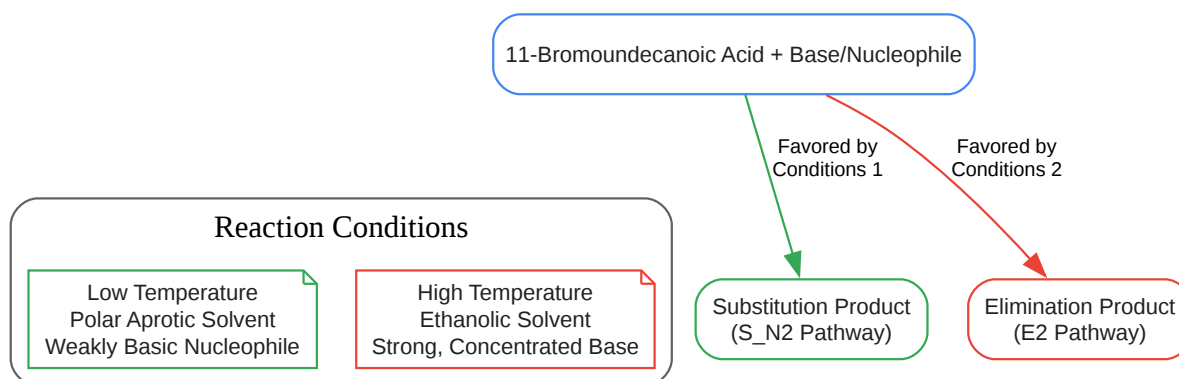 11-Bromoundecanoic Acid + Base/Nucleophile
Favored by
Conditions 1
Favored by
Conditions 2
Reaction Conditions
Low Temperature
Polar Aprotic Solvent
Weakly Basic Nucleophile
High Temperature
Ethanolic Solvent
Strong, Concentrated Base
Substitution Product
(S_N2 Pathway)
Elimination Product
(E2 Pathway)